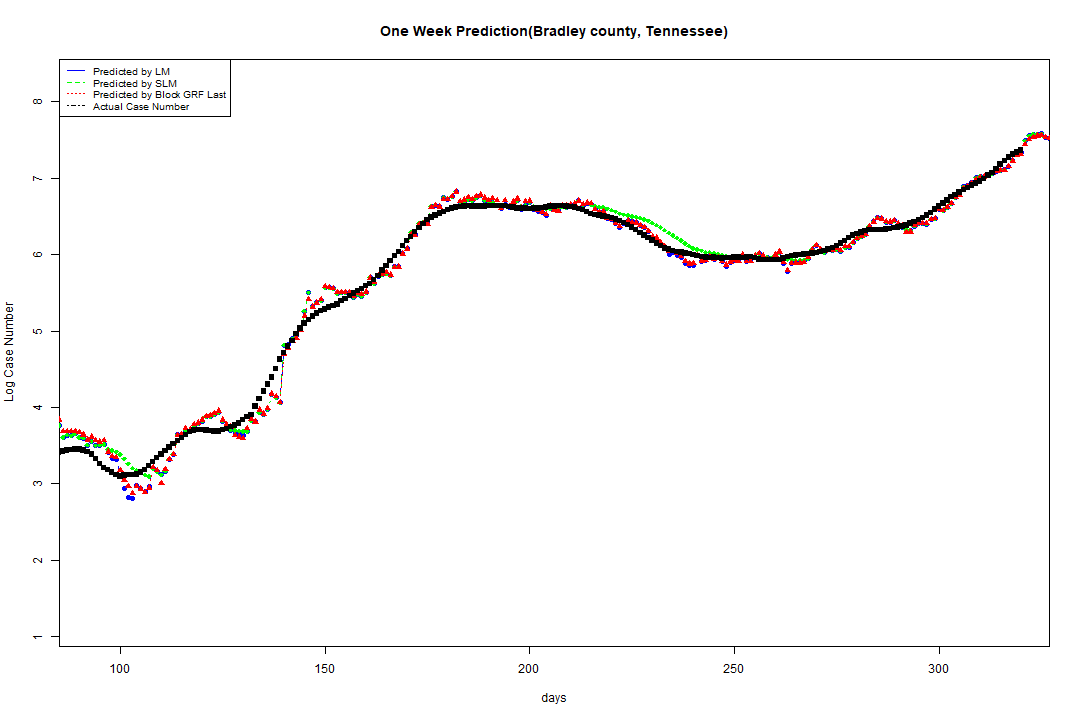 One Week Prediction(Bradley county, Tennessee)
Predicted by LM
Predicted by SLM
Predicted by Block GRF Last
Actual Case Number
8
7
6
5
4
3
2
1
Log Case Number
100 150 200 250 300
days